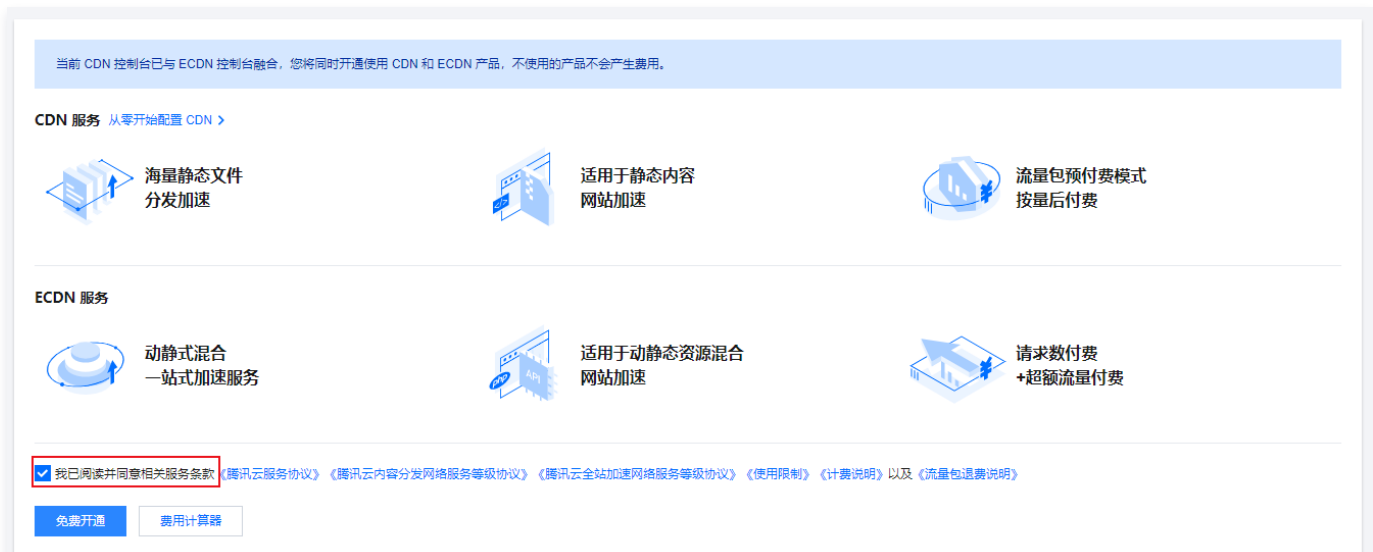 当前 CDN 控制台已与 ECDN 控制台融合，您将同时开通使用 CDN 和 ECDN 产品，不使用的产品不会产生费用。
CDN 服务 从零开始配置 CDN >
海量静态文件
分发加速
适用于静态内容
网站加速
流量包预付费模式
按量后付费
ECDN 服务
动静式混合
一站式加速服务
php
API
适用于动静态资源混合
网站加速
请求数付费
+超额流量付费
我已阅读并同意相关服务条款《腾讯云服务协议》《腾讯云内容分发网络服务等级协议》《腾讯云全站加速网络服务等级协议》《使用限制》《计费说明》以及《流量包退费说明》
免费开通 费用计算器